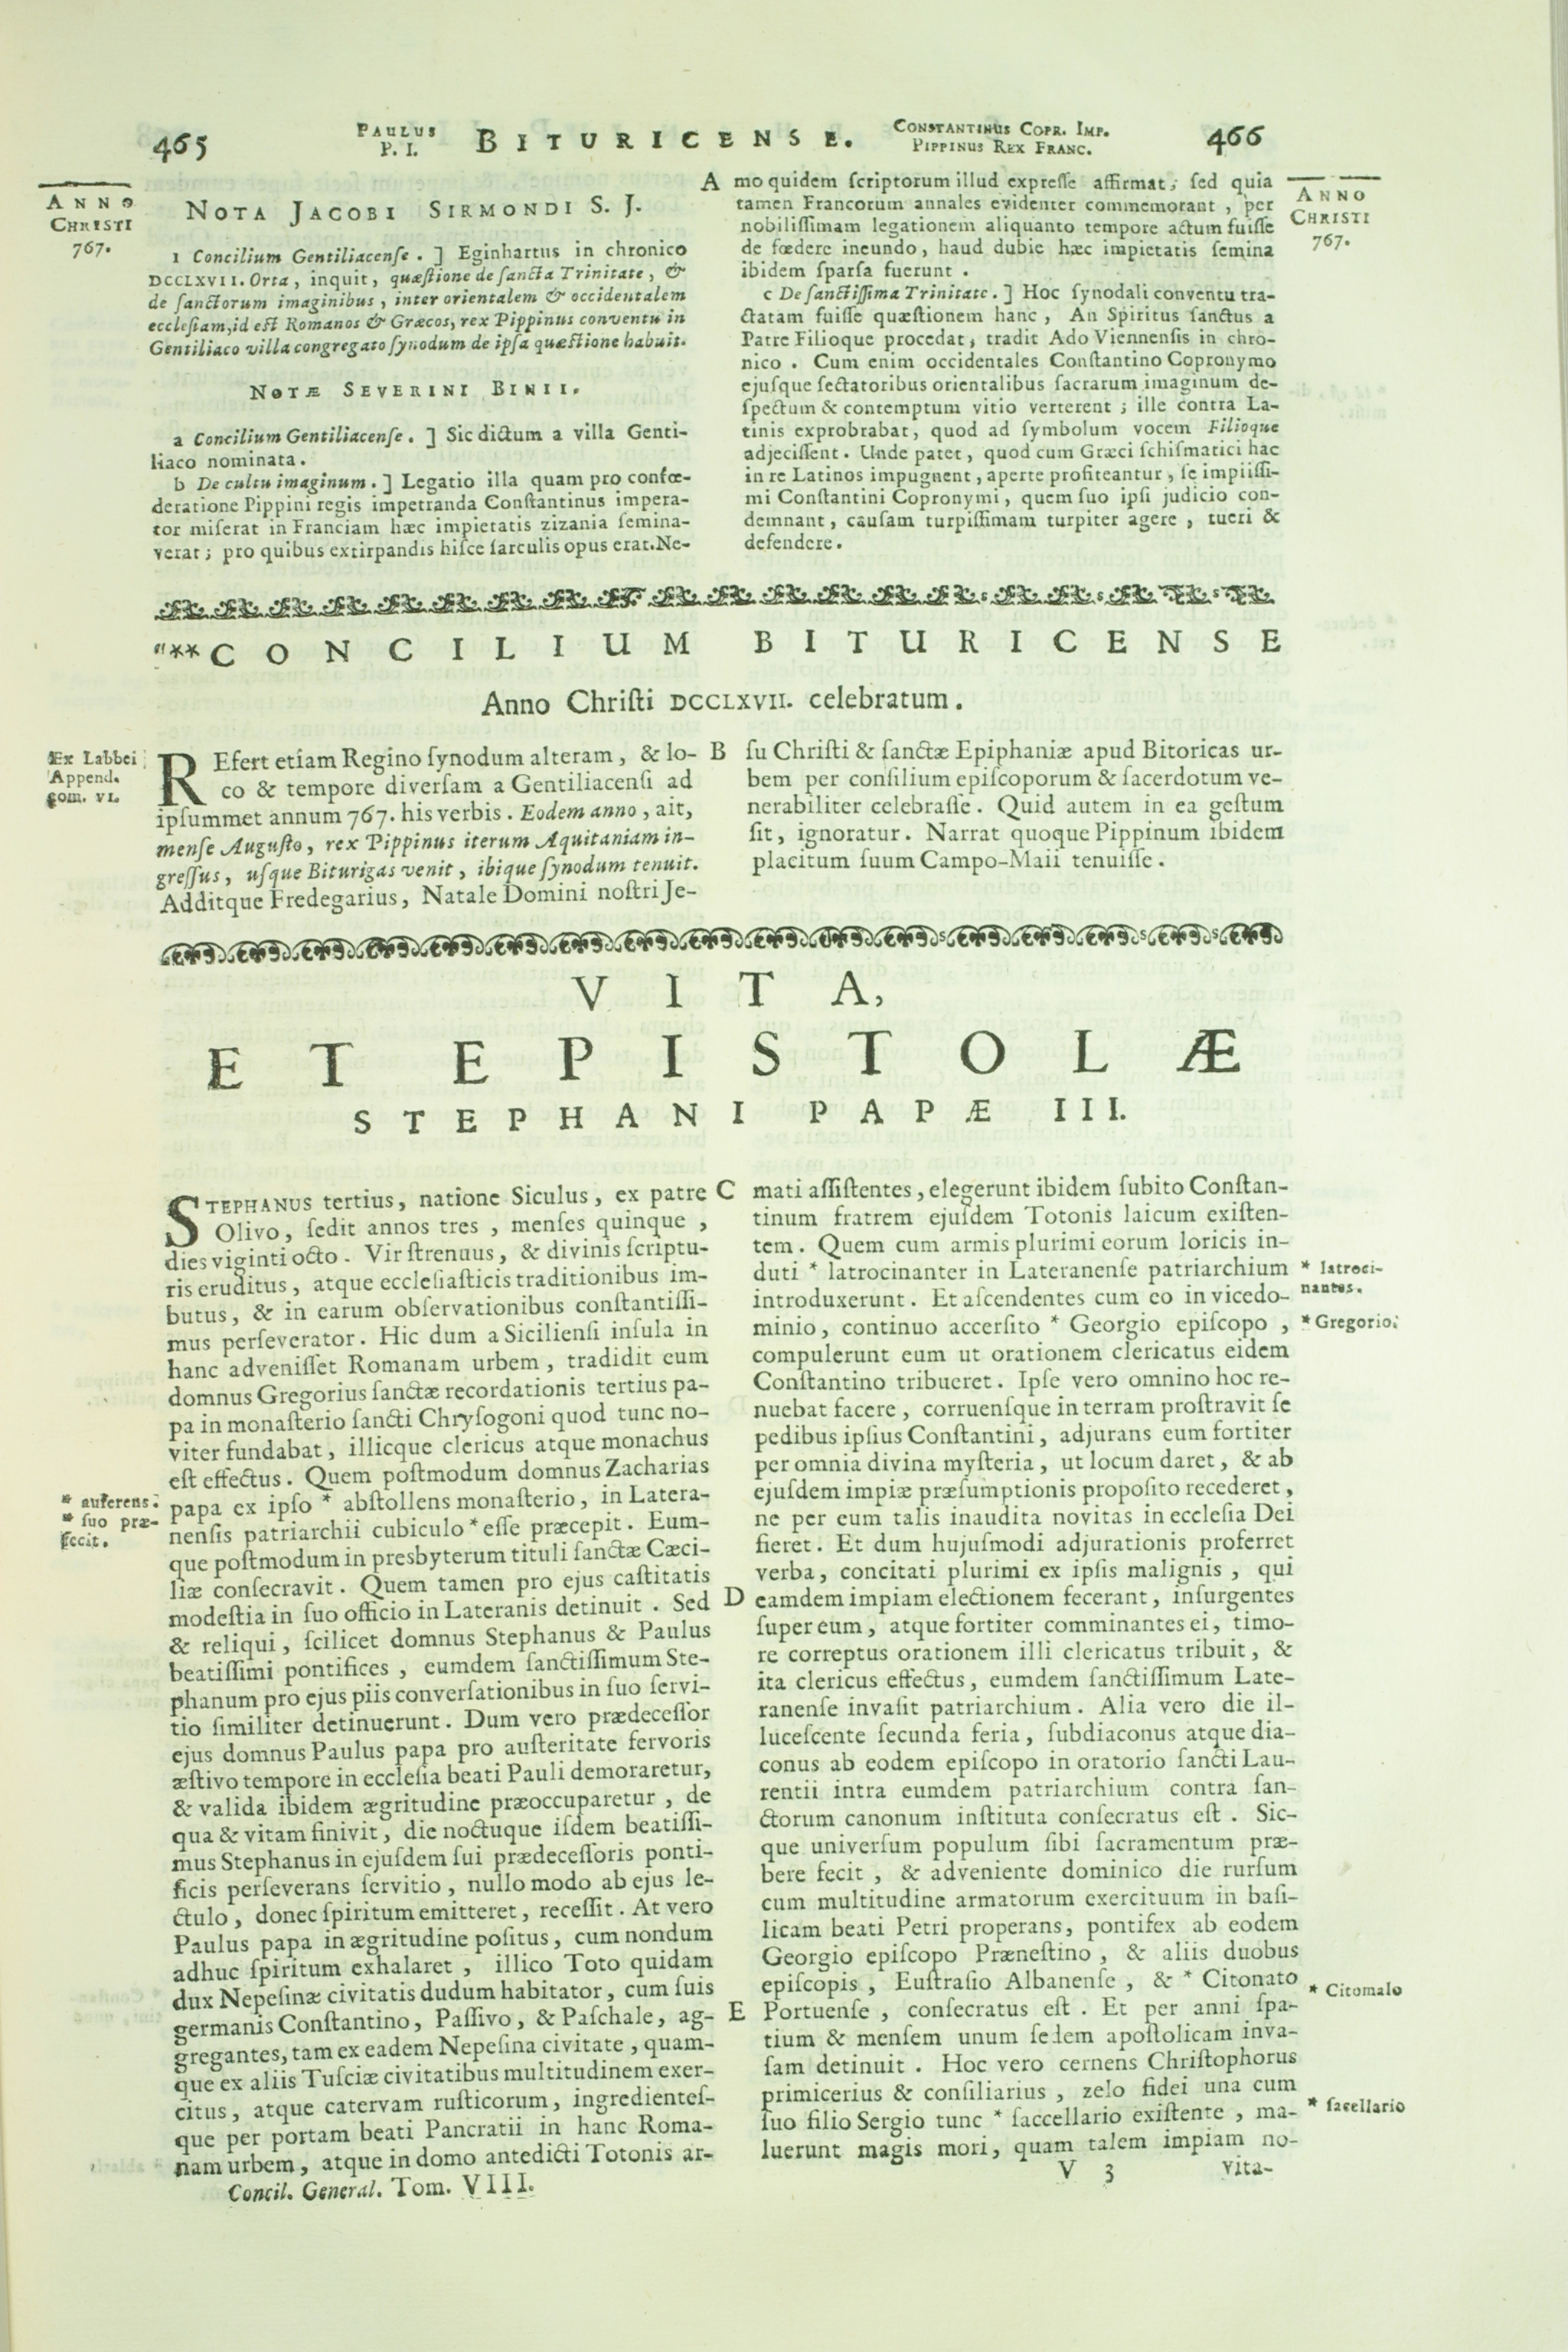 465
PAULUS
P. I.
BITURICENSE.
CONSTANTINUS COPR. IMP.
PIPPINUS REX FRANC.
466
ANNO
CHRISTI
767.
NOTA JACOBI SIRMONDI S. J.
1 Concilium Gentiliacenſe. ] Eginhartus in chronico
DCCLXVII. Orta, inquit, quæſtione de ſancta Trinitate, &
de ſanctorum imaginibus, inter orientalem & occidentalem
eccleſiam, id eſt Romanos & Græcos, rex Pippinus conventu in
Gentiliaco villa congregato ſynodum de ipſa quæſtione habuit.
NOTÆ SEVERINI BINII.
a Concilium Gentiliacenſe. ] Sic dictum a villa Genti-
liaco nominata.
b De cultu imaginum. ] Legatio illa quam pro confœ-
deratione Pippini regis impetranda Conſtantinus impera-
tor miſerat in Franciam hæc impietatis zizania ſemina-
verat; pro quibus extirpandis hiſce ſarculis opus erat. Ne-
A mo quidem ſcriptorum illud expreſſe affirmat; ſed quia
tamen Francorum annales evidenter commemorant, per
nobiliſſimam legationem aliquanto tempore actum fuiſſe
de fœdere ineundo, haud dubie hæc impietatis ſemina
ibidem ſparſa fuerunt.
c De ſanctiſſima Trinitate. ] Hoc ſynodali conventu tra-
ctatam fuiſſe quæſtionem hanc, An Spiritus ſanctus a
Patre Filioque procedat, tradit Ado Viennenſis in chro-
nico. Cum enim occidentales Conſtantino Copronymo
ejuſque ſectatoribus orientalibus ſacrarum imaginum de-
ſpectum & contemptum vitio verterent; ille contra La-
tinis exprobrabat, quod ad ſymbolum vocem Filioque
adjeciſſent. Unde patet, quod cum Græci ſchiſmatici hac
in re Latinos impugnent, aperte profiteantur, ſe impiiſſi-
mi Conſtantini Copronymi, quem ſuo ipſi judicio con-
demnant, cauſam turpiſſimam turpiter agere, tueri &
defendere.
ANNO
CHRISTI
767.
"** CONCILIUM BITURICENSE
Anno Chriſti DCCLXVII. celebratum.
Ex Labbei
Append.
tom. VI.
REfert etiam Regino ſynodum alteram, & lo-
co & tempore diverſam a Gentiliacenſi ad
ipſummet annum 767. his verbis. Eodem anno, ait,
menſe Auguſto, rex Pippinus iterum Aquitaniam in-
greſſus, uſque Biturigas venit, ibique ſynodum tenuit.
Additque Fredegarius, Natale Domini noſtri Je-
B ſu Chriſti & ſanctæ Epiphaniæ apud Bitoricas ur-
bem per conſilium epiſcoporum & ſacerdotum ve-
nerabiliter celebraſſe. Quid autem in ea geſtum
ſit, ignoratur. Narrat quoque Pippinum ibidem
placitum ſuum Campo-Maii tenuiſſe.
VITA,
ET EPISTOLÆ
STEPHANI PAPÆ III.
STEPHANUS tertius, natione Siculus, ex patre
Olivo, ſedit annos tres, menſes quinque,
dies viginti octo. Vir ſtrenuus, & divinis ſcriptu-
ris eruditus, atque eccleſiaſticis traditionibus im-
butus, & in earum obſervationibus conſtantiſſi-
mus perſeverator. Hic dum a Sicilienſi inſula in
hanc adveniſſet Romanam urbem, tradidit eum
domnus Gregorius ſanctæ recordationis tertius pa-
pa in monaſterio ſancti Chryſogoni quod tunc no-
viter fundabat, illicque clericus atque monachus
eſt effectus. Quem poſtmodum domnus Zacharias
papa ex ipſo * abſtollens monaſterio, in Latera-
nenſis patriarchii cubiculo * eſſe præcepit. Eum-
que poſtmodum in presbyterum tituli ſanctæ Cæci-
liæ conſecravit. Quem tamen pro ejus caſtitatis
modeſtia in ſuo officio in Lateranis detinuit. Sed
& reliqui, ſcilicet domnus Stephanus & Paulus
beatiſſimi pontifices, eumdem ſanctiſſimum Ste-
phanum pro ejus piis converſationibus in ſuo ſervi-
tio ſimiliter detinuerunt. Dum vero prædeceſſor
ejus domnus Paulus papa pro auſteritate fervoris
æſtivo tempore in eccleſia beati Pauli demoraretur,
& valida ibidem ægritudine præoccuparetur, de
qua & vitam finivit, die noctuque iſdem beatiſſi-
mus Stephanus in ejuſdem ſui prædeceſſoris ponti-
ficis perſeverans ſervitio, nullo modo ab ejus le-
ctulo, donec ſpiritum emitteret, receſſit. At vero
Paulus papa in ægritudine poſitus, cum nondum
adhuc ſpiritum exhalaret, illico Toto quidam
dux Nepeſinæ civitatis dudum habitator, cum ſuis
germanis Conſtantino, Paſſivo, & Paſchale, ag-
gregantes, tam ex eadem Nepeſina civitate, quam-
que ex aliis Tuſciæ civitatibus multitudinem exer-
citus, atque catervam ruſticorum, ingredienteſ-
que per portam beati Pancratii in hanc Roma-
nam urbem, atque in domo antedicti Totonis ar-
* auferens.
* ſuo præ-
fecit.
C mati aſſiſtentes, elegerunt ibidem ſubito Conſtan-
tinum fratrem ejuſdem Totonis laicum exiſten-
tem. Quem cum armis plurimi eorum loricis in-
duti * latrocinanter in Lateranenſe patriarchium
introduxerunt. Et aſcendentes cum eo in vicedo-
minio, continuo accerſito * Georgio epiſcopo,
compulerunt eum ut orationem clericatus eidem
Conſtantino tribueret. Ipſe vero omnino hoc re-
nuebat facere, corruenſque in terram proſtravit ſe
pedibus ipſius Conſtantini, adjurans eum fortiter
per omnia divina myſteria, ut locum daret, & ab
ejuſdem impiæ præſumptionis propoſito recederet,
ne per eum talis inaudita novitas in eccleſia Dei
fieret. Et dum hujuſmodi adjurationis proferret
verba, concitati plurimi ex ipſis malignis, qui
D eamdem impiam electionem fecerant, inſurgentes
ſuper eum, atque fortiter comminantes ei, timo-
re correptus orationem illi clericatus tribuit, &
ita clericus effectus, eumdem ſanctiſſimum Late-
ranenſe invaſit patriarchium. Alia vero die il-
luceſcente ſecunda feria, ſubdiaconus atque dia-
conus ab eodem epiſcopo in oratorio ſancti Lau-
rentii intra eumdem patriarchium contra ſan-
ctorum canonum inſtituta conſecratus eſt. Sic-
que univerſum populum ſibi ſacramentum præ-
bere fecit, & adveniente dominico die rurſum
cum multitudine armatorum exercituum in baſi-
licam beati Petri properans, pontifex ab eodem
Georgio epiſcopo Præneſtino, & aliis duobus
epiſcopis, Euſtraſio Albanenſe, & * Citonato
E Portuenſe, conſecratus eſt. Et per anni ſpa-
tium & menſem unum ſedem apoſtolicam inva-
ſam detinuit. Hoc vero cernens Chriſtophorus
primicerius & conſiliarius, zelo fidei una cum
ſuo filio Sergio tunc * ſaccellario exiſtente, ma-
luerunt magis mori, quam talem impiam no-
* latroci-
nantes.
* Gregorio.
* Citomalo
* ſacellario
Concil. General. Tom. VIII.
V 3
vita-